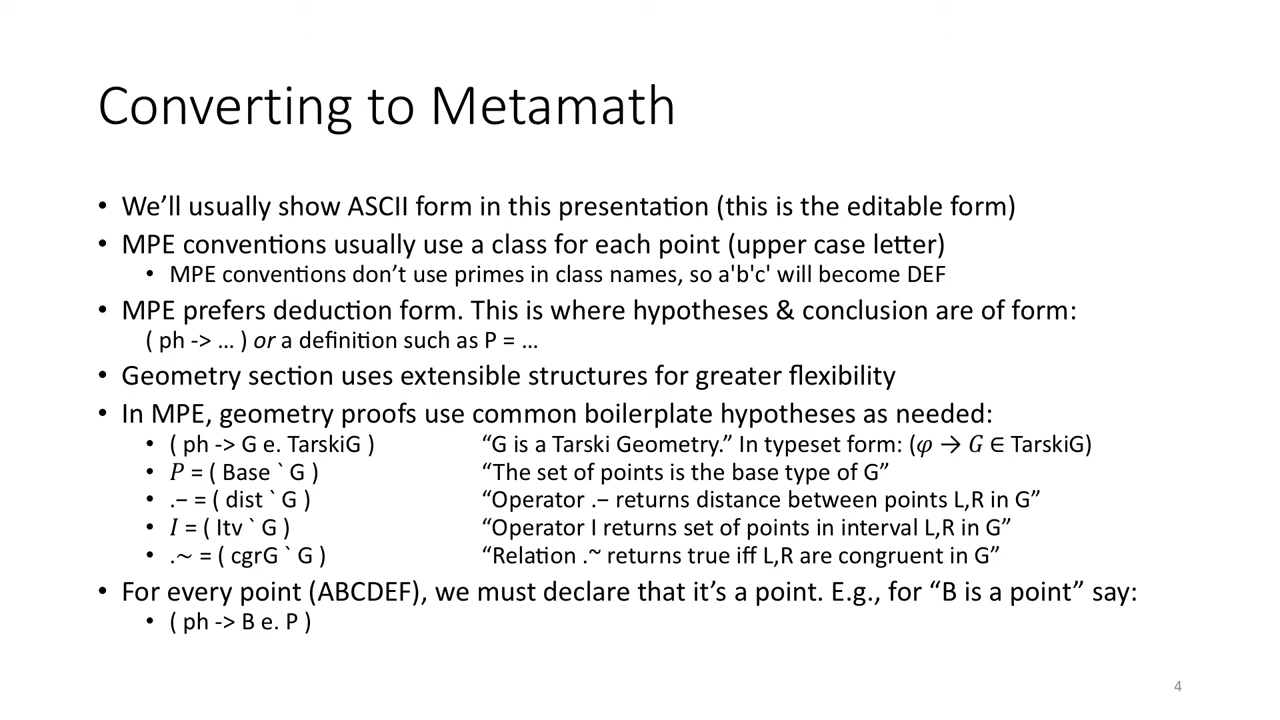 Converting to Metamath
• We’ll usually show ASCII form in this presentation (this is the editable form)
• MPE conventions usually use a class for each point (upper case letter)
• MPE conventions don’t use primes in class names, so a'b'c' will become DEF
• MPE prefers deduction form. This is where hypotheses & conclusion are of form:
( ph -> … ) or a definition such as P = …
• Geometry section uses extensible structures for greater flexibility
• In MPE, geometry proofs use common boilerplate hypotheses as needed:
• ( ph -> G e. TarskiG ) “G is a Tarski Geometry.” In typeset form: (𝜑 → 𝐺 ∈ TarskiG)
• 𝑃 = ( Base ` G ) “The set of points is the base type of G”
• .− = ( dist ` G ) “Operator .− returns distance between points L,R in G”
• 𝐼 = ( Itv ` G ) “Operator I returns set of points in interval L,R in G”
• .∼ = ( cgrG ` G ) “Relation .~ returns true iff L,R are congruent in G”
• For every point (ABCDEF), we must declare that it’s a point. E.g., for “B is a point” say:
• ( ph -> B e. P )
4